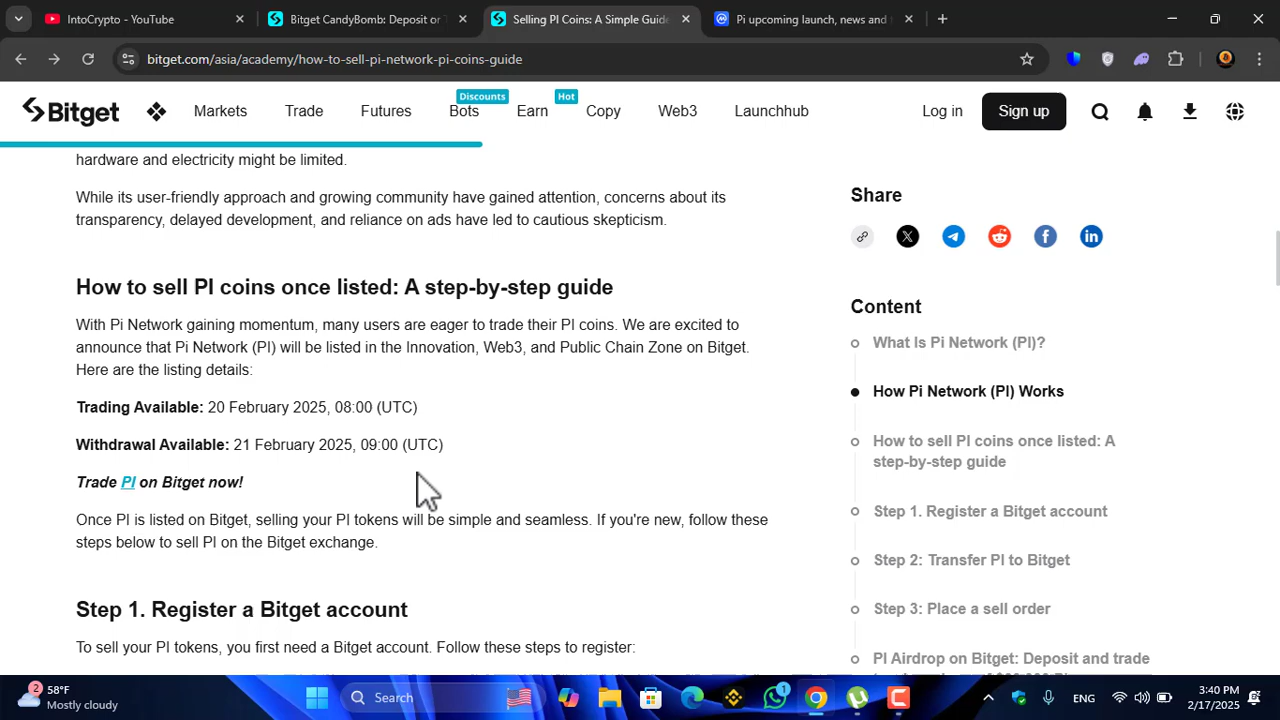 IntoCrypto - YouTube
Bitget CandyBomb: Deposit or T
Selling PI Coins: A Simple Guide
Pi upcoming launch, news and
bitget.com/asia/academy/how-to-sell-pi-network-pi-coins-guide
Discounts
Hot
Bitget Markets Trade Futures Bots Earn Copy Web3 Launchhub Log in Sign up
hardware and electricity might be limited.
While its user-friendly approach and growing community have gained attention, concerns about its
transparency, delayed development, and reliance on ads have led to cautious skepticism.
How to sell PI coins once listed: A step-by-step guide
With Pi Network gaining momentum, many users are eager to trade their PI coins. We are excited to
announce that Pi Network (PI) will be listed in the Innovation, Web3, and Public Chain Zone on Bitget.
Here are the listing details:
Trading Available: 20 February 2025, 08:00 (UTC)
Withdrawal Available: 21 February 2025, 09:00 (UTC)
Trade PI on Bitget now!
Once PI is listed on Bitget, selling your PI tokens will be simple and seamless. If you're new, follow these
steps below to sell PI on the Bitget exchange.
Step 1. Register a Bitget account
To sell your PI tokens, you first need a Bitget account. Follow these steps to register:
Share
Content
What Is Pi Network (PI)?
How Pi Network (PI) Works
How to sell PI coins once listed: A
step-by-step guide
Step 1. Register a Bitget account
Step 2: Transfer PI to Bitget
Step 3: Place a sell order
PI Airdrop on Bitget: Deposit and trade
2
58°F
Mostly cloudy
Search
1
ENG
3:40 PM
2/17/2025